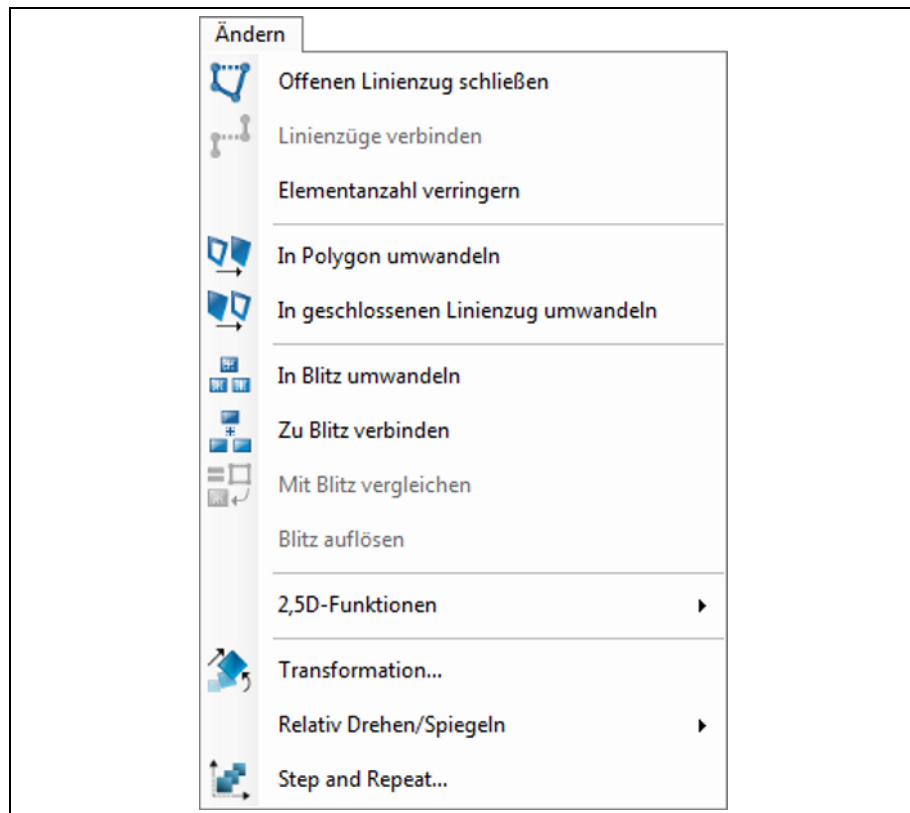 Ändern
Offenen Linienzug schließen
Linienzüge verbinden
Elementanzahl verringern
In Polygon umwandeln
In geschlossenen Linienzug umwandeln
In Blitz umwandeln
Zu Blitz verbinden
Mit Blitz vergleichen
Blitz auflösen
2,5D-Funktionen
Transformation...
Relativ Drehen/Spiegeln
Step and Repeat...